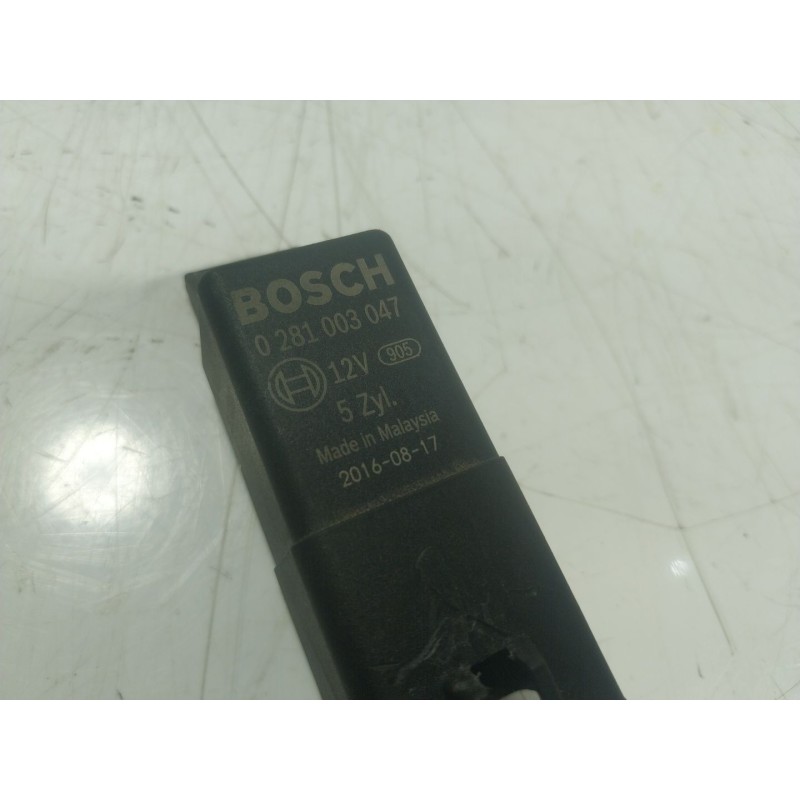 BOSCH
0 281 003 047
12V 905
5 Zyl.
Made in Malaysia
2016-08-17